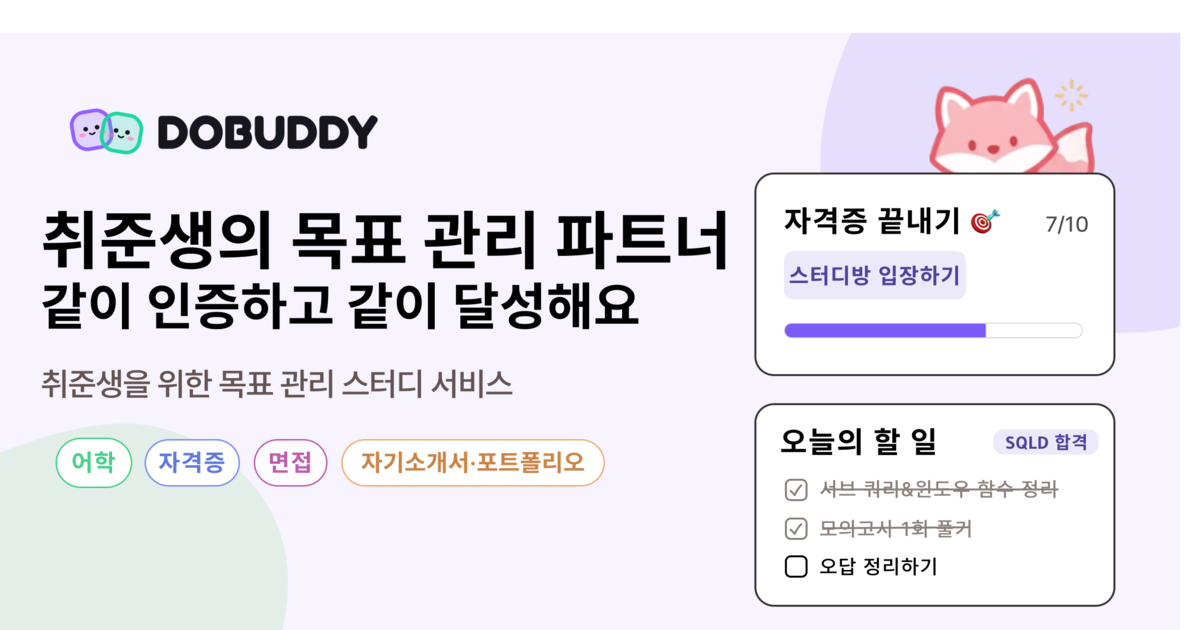 DOBUDDY
취준생의 목표 관리 파트너
같이 인증하고 같이 달성해요
취준생을 위한 목표 관리 스터디 서비스
어학 자격증 면접 자기소개서·포트폴리오
자격증 끝내기 7/10
스터디방 입장하기
오늘의 할 일 SQLD 합격
서브 쿼리&윈도우 함수 정리
모의고사 1회 풀기
오답 정리하기